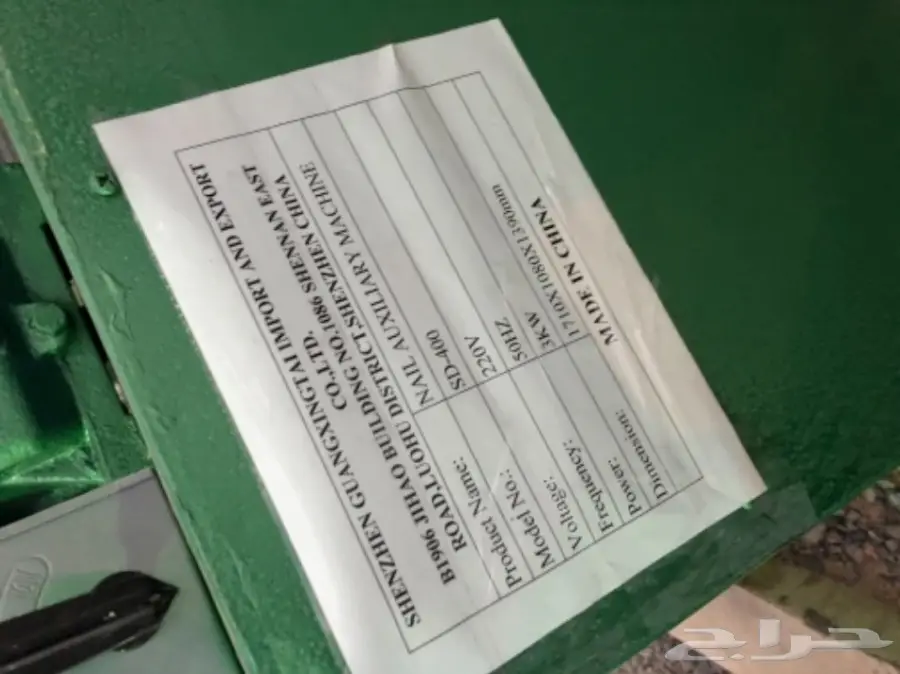 SHENZHEN GUANGXINGTAI IMPORT AND EXPORT
CO.,LTD.
B1906 JIHAO BUILDING NO.1086 SHENNAN EAST
ROAD.LUOHU DISTRICT.SHENZHEN CHINA
Product Name: NAIL AUXILIARY MACHINE
Model No.: SD-400
Voltage: 220V
Frequency: 50HZ
Power: 3KW
Dimension: 1710X1080X1390mm
MADE IN CHINA
حراج